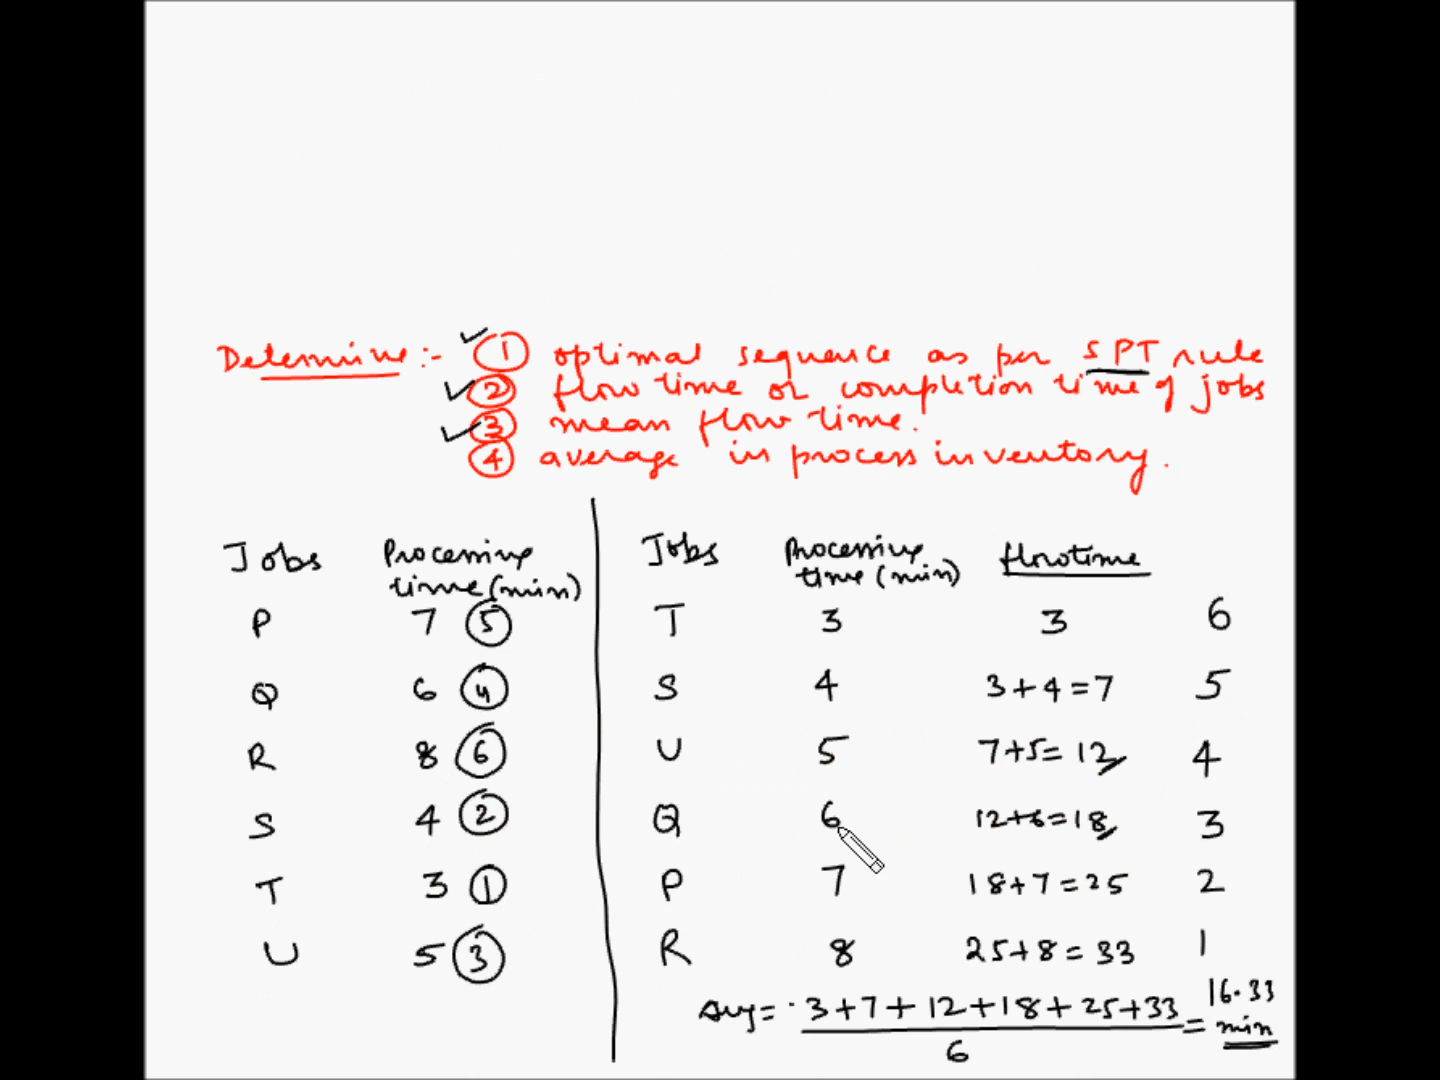 Determine :- ① optimal sequence as per SPT rule
② flow time or completion time of jobs
③ mean flow time.
④ average in process inventory.
Jobs Processing time (min)
P 7 ⑤
Q 6 ④
R 8 ⑥
S 4 ②
T 3 ①
U 5 ③
Jobs Processing time (min) flowtime
T 3 3 6
S 4 3+4=7 5
U 5 7+5=12 4
Q 6 12+6=18 3
P 7 18+7=25 2
R 8 25+8=33 1
Avg = 3+7+12+18+25+33 / 6 = 16.33 min